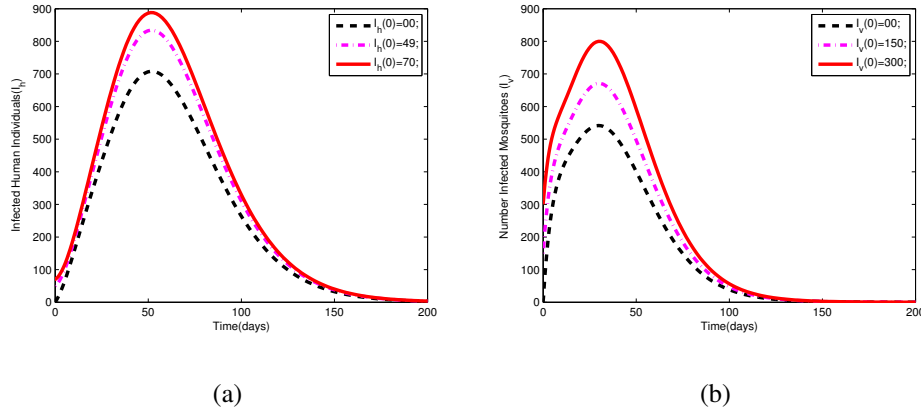 900
800
700
600
500
400
300
200
100
0
0
50
100
150
200
Infected Human Individuals(I_h)
Time(days)
I_h(0)=00;
I_h(0)=49;
I_h(0)=70;
(a)
900
800
700
600
500
400
300
200
100
0
0
50
100
150
200
Number Infected Mosquitoes (I_v)
Time(days)
I_v(0)=00;
I_v(0)=150;
I_v(0)=300;
(b)